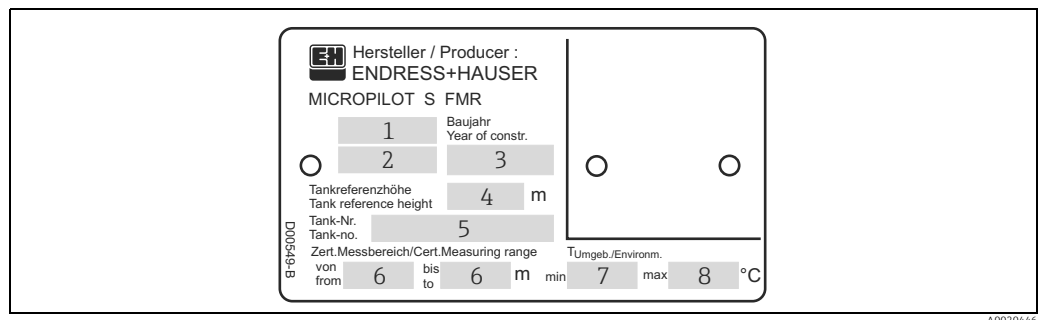 EH Hersteller / Producer :
ENDRESS+HAUSER
MICROPILOT S FMR
1
Baujahr
Year of constr.
2
3
Tankreferenzhöhe
Tank reference height
4 m
Tank-Nr.
Tank-no.
5
D00549-B
Zert.Messbereich/Cert.Measuring range
von
from
6
bis
to
6 m
TUmgeb./Environm.
min 7 max 8 °C
A0020446